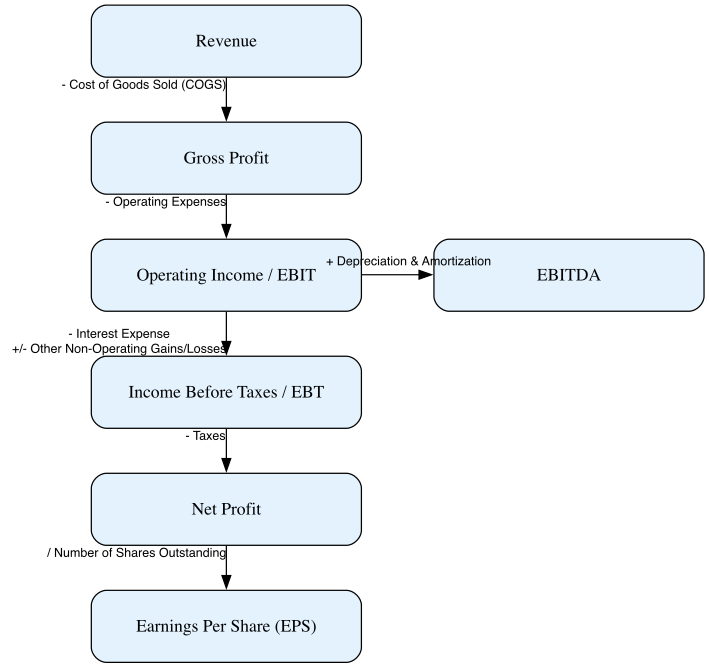 Revenue
- Cost of Goods Sold (COGS)
Gross Profit
- Operating Expenses
Operating Income / EBIT
+ Depreciation & Amortization
EBITDA
- Interest Expense
+/- Other Non-Operating Gains/Losses
Income Before Taxes / EBT
- Taxes
Net Profit
/ Number of Shares Outstanding
Earnings Per Share (EPS)